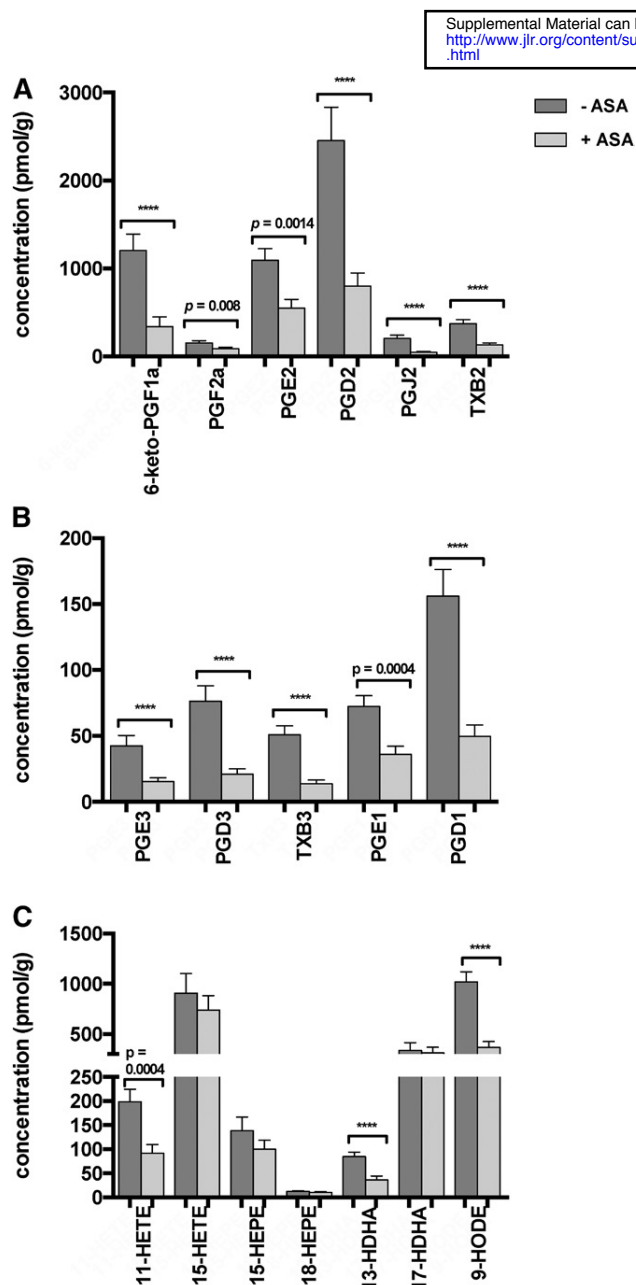 Supplemental Material can
http://www.jlr.org/content/su
.html
A
- ASA
+ ASA
concentration (pmol/g)
3000
2000
1000
0
****
p = 0.008
p = 0.0014
****
****
****
6-keto-PGF1a
PGF2a
PGE2
PGD2
PGJ2
TXB2
B
concentration (pmol/g)
200
150
100
50
0
****
****
****
p = 0.0004
****
PGE3
PGD3
TXB3
PGE1
PGD1
C
concentration (pmol/g)
1500
1000
500
250
200
150
100
50
0
p =
0.0004
****
****
11-HETE
15-HETE
15-HEPE
18-HEPE
13-HDHA
17-HDHA
9-HODE